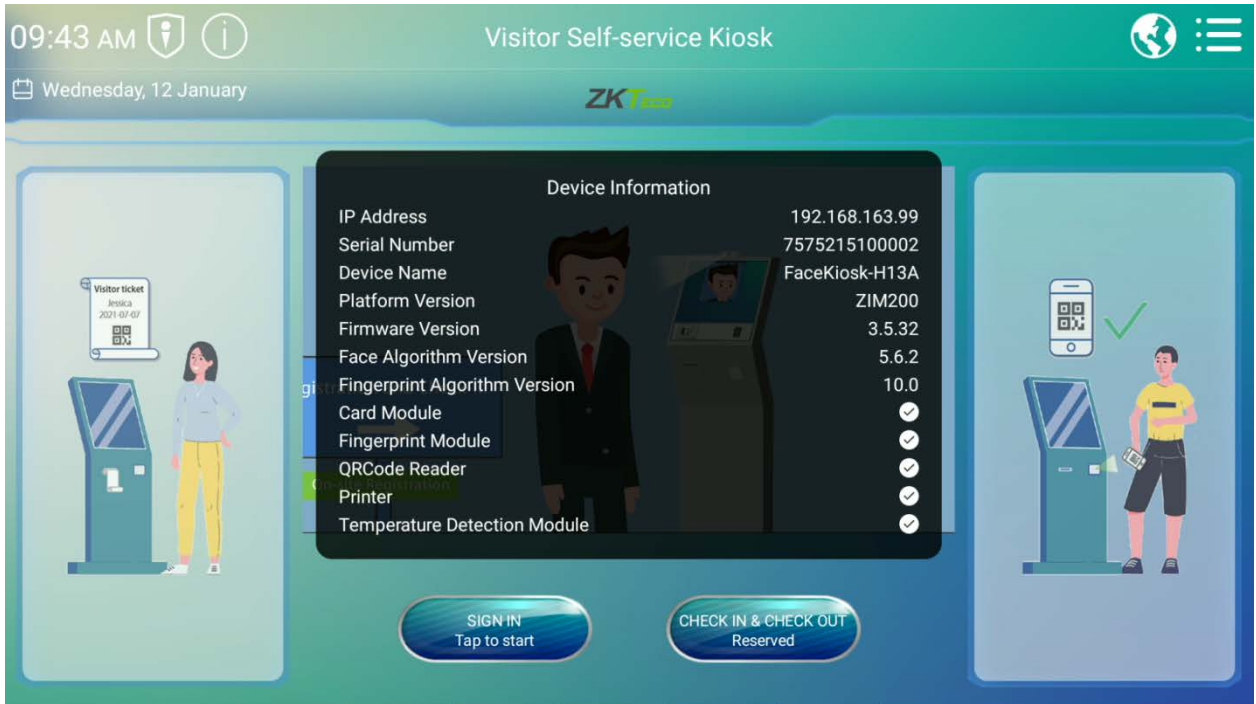 09:43 AM
Visitor Self-service Kiosk
Wednesday, 12 January
ZKTeco
Visitor ticket
Jessica
2021-07-07
Device Information
IP Address 192.168.163.99
Serial Number 7575215100002
Device Name FaceKiosk-H13A
Platform Version ZIM200
Firmware Version 3.5.32
Face Algorithm Version 5.6.2
Fingerprint Algorithm Version 10.0
Card Module
Fingerprint Module
QRCode Reader
Printer
Temperature Detection Module
On-site Registration
SIGN IN
Tap to start
CHECK IN & CHECK OUT
Reserved